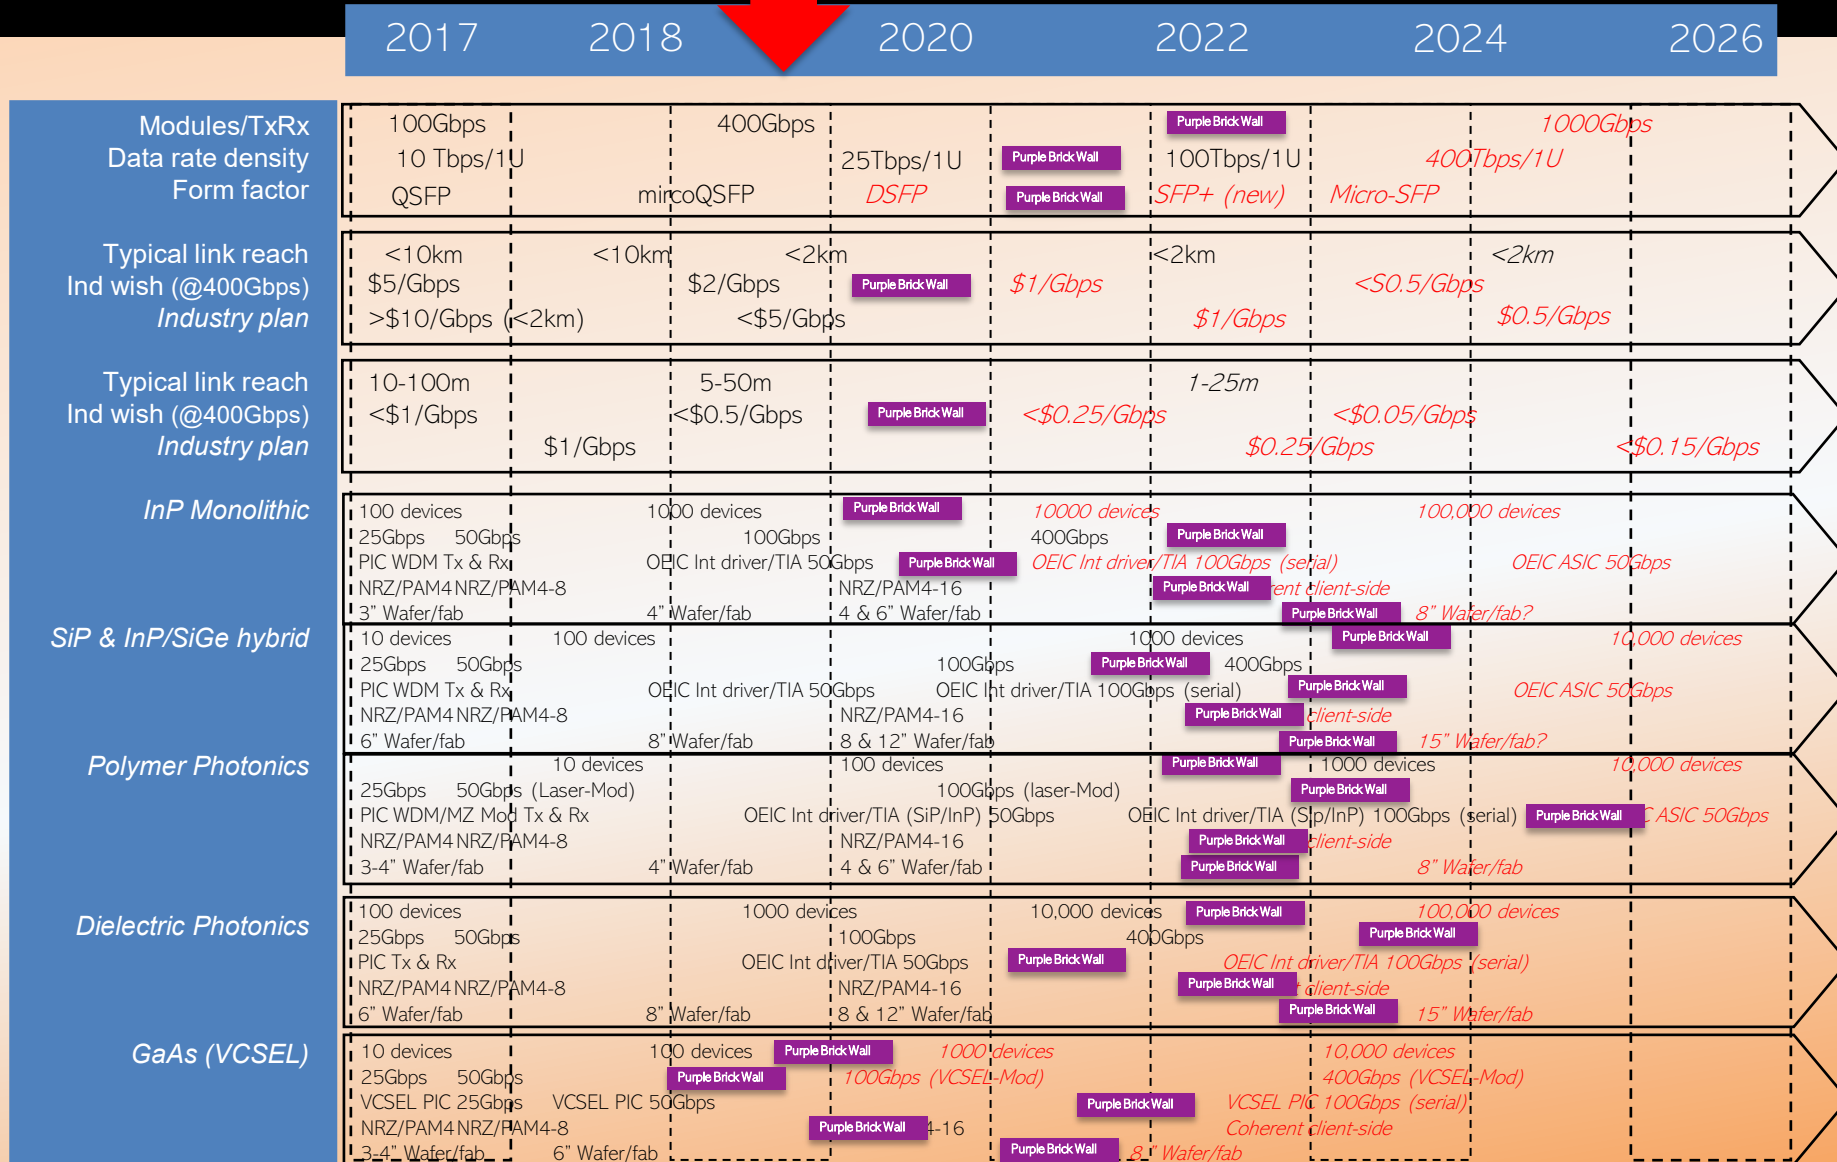 2017 2018 2020 2022 2024 2026
Modules/TxRx 100Gbps 400Gbps Purple Brick Wall 1000Gbps
Data rate density 10 Tbps/1U 25Tbps/1U Purple Brick Wall 100Tbps/1U 400Tbps/1U
Form factor QSFP mircoQSFP DSFP Purple Brick Wall SFP+ (new) Micro-SFP
Typical link reach <10km <10km <2km <2km <2km
Ind wish (@400Gbps) $5/Gbps $2/Gbps Purple Brick Wall $1/Gbps <S0.5/Gbps
Industry plan >$10/Gbps (<2km) <$5/Gbps $1/Gbps $0.5/Gbps
Typical link reach 10-100m 5-50m 1-25m
Ind wish (@400Gbps) <$1/Gbps <$0.5/Gbps Purple Brick Wall <$0.25/Gbps <$0.05/Gbps
Industry plan $1/Gbps $0.25/Gbps <$0.15/Gbps
InP Monolithic 100 devices 1000 devices Purple Brick Wall 10000 devices 100,000 devices
25Gbps 50Gbps 100Gbps 400Gbps Purple Brick Wall
PIC WDM Tx & Rx OEIC Int driver/TIA 50Gbps Purple Brick Wall OEIC Int driver/TIA 100Gbps (serial) OEIC ASIC 50Gbps
NRZ/PAM4 NRZ/PAM4-8 NRZ/PAM4-16 Purple Brick Wall rent client-side
3" Wafer/fab 4" Wafer/fab 4 & 6" Wafer/fab Purple Brick Wall 8" Wafer/fab?
SiP & InP/SiGe hybrid 10 devices 100 devices 1000 devices Purple Brick Wall 10,000 devices
25Gbps 50Gbps 100Gbps Purple Brick Wall 400Gbps
PIC WDM Tx & Rx OEIC Int driver/TIA 50Gbps OEIC Int driver/TIA 100Gbps (serial) Purple Brick Wall OEIC ASIC 50Gbps
NRZ/PAM4 NRZ/PAM4-8 NRZ/PAM4-16 Purple Brick Wall client-side
6" Wafer/fab 8" Wafer/fab 8 & 12" Wafer/fab Purple Brick Wall 15" Wafer/fab?
Polymer Photonics 10 devices 100 devices Purple Brick Wall 1000 devices 10,000 devices
25Gbps 50Gbps (Laser-Mod) 100Gbps (laser-Mod) Purple Brick Wall
PIC WDM/MZ Mod Tx & Rx OEIC Int driver/TIA (SiP/InP) 50Gbps OEIC Int driver/TIA (Sip/InP) 100Gbps (serial) Purple Brick Wall C ASIC 50Gbps
NRZ/PAM4 NRZ/PAM4-8 NRZ/PAM4-16 Purple Brick Wall client-side
3-4" Wafer/fab 4" Wafer/fab 4 & 6" Wafer/fab Purple Brick Wall 8" Wafer/fab
Dielectric Photonics 100 devices 1000 devices 10,000 devices Purple Brick Wall 100,000 devices
25Gbps 50Gbps 100Gbps 400Gbps Purple Brick Wall
PIC Tx & Rx OEIC Int driver/TIA 50Gbps Purple Brick Wall OEIC Int driver/TIA 100Gbps (serial)
NRZ/PAM4 NRZ/PAM4-8 NRZ/PAM4-16 Purple Brick Wall t client-side
6" Wafer/fab 8" Wafer/fab 8 & 12" Wafer/fab Purple Brick Wall 15" Wafer/fab
GaAs (VCSEL) 10 devices 100 devices Purple Brick Wall 1000 devices 10,000 devices
25Gbps 50Gbps Purple Brick Wall 100Gbps (VCSEL-Mod) 400Gbps (VCSEL-Mod)
VCSEL PIC 25Gbps VCSEL PIC 50Gbps Purple Brick Wall VCSEL PIC 100Gbps (serial)
NRZ/PAM4 NRZ/PAM4-8 Purple Brick Wall 4-16 Coherent client-side
3-4" Wafer/fab 6" Wafer/fab Purple Brick Wall 8 " Wafer/fab